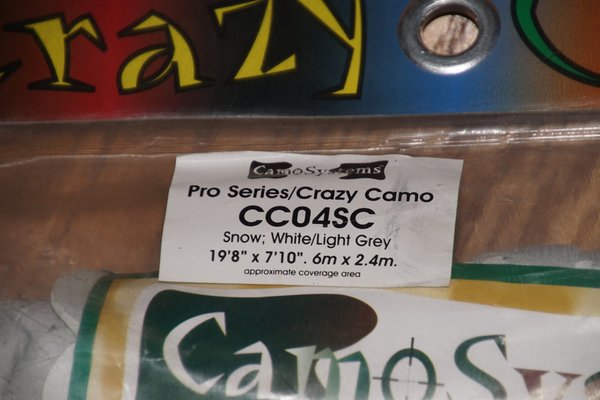 Crazy
CamoSystems
Pro Series/Crazy Camo
CC04SC
Snow; White/Light Grey
19'8" x 7'10". 6m x 2.4m.
approximate coverage area
CamoSys